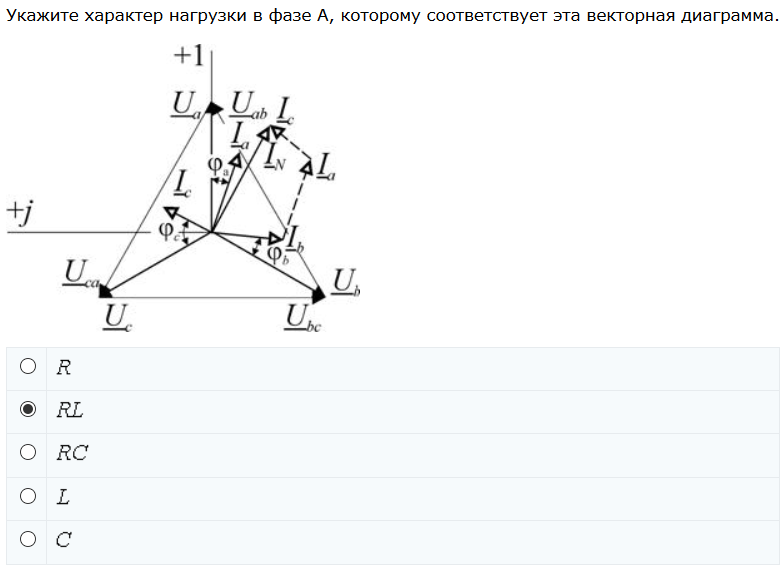 Укажите характер нагрузки в фазе А, которому соответствует эта векторная диаграмма.
+1
U_a U_ab I_c
I_a
φ_a I_N I_a
I_c
+j
φ_c I_b
φ_b
U_ca U_b
U_c U_bc
R
RL
RC
L
C